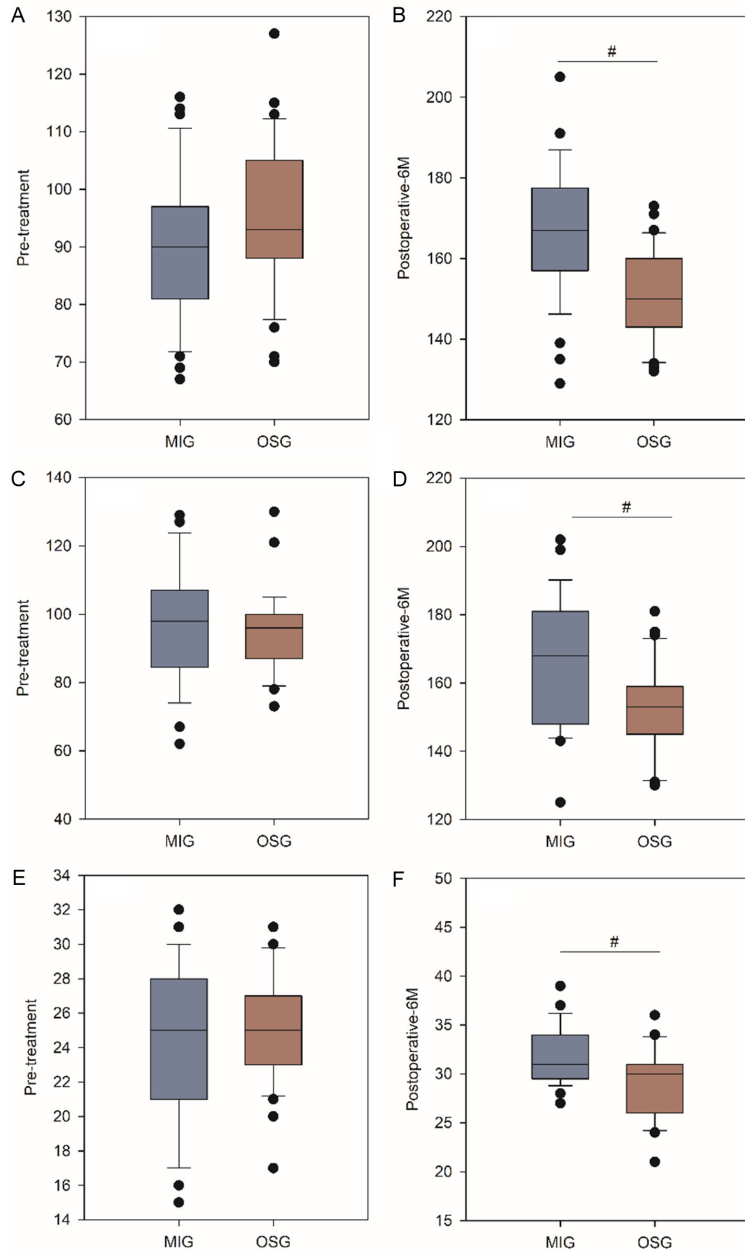 A
Pre-treatment
130
120
110
100
90
80
70
60
MIG OSG
B
Postoperative-6M
220
200
180
160
140
120
#
MIG OSG
C
Pre-treatment
140
120
100
80
60
40
MIG OSG
D
Postoperative-6M
220
200
180
160
140
120
#
MIG OSG
E
Pre-treatment
34
32
30
28
26
24
22
20
18
16
14
MIG OSG
F
Postoperative-6M
50
45
40
35
30
25
20
15
#
MIG OSG